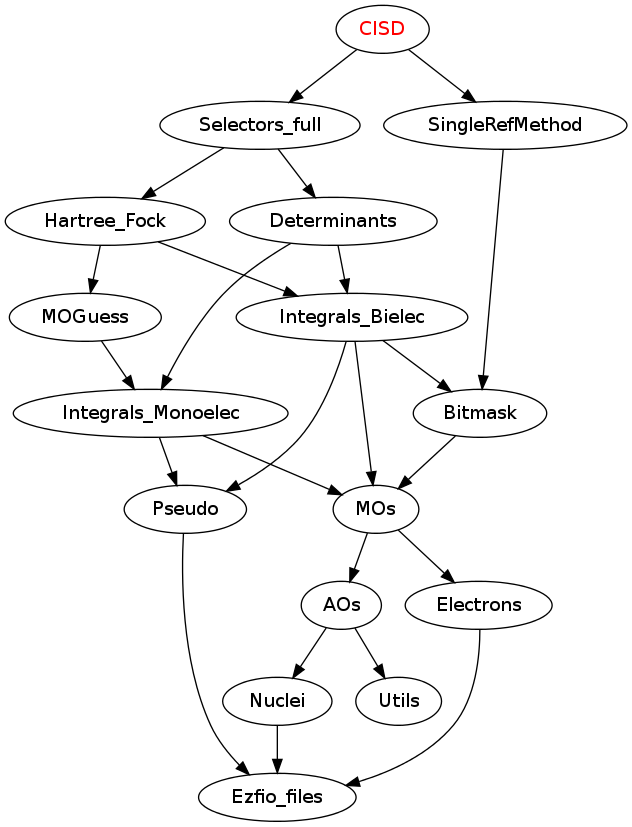 CISD
Selectors_full
SingleRefMethod
Hartree_Fock
Determinants
MOGuess
Integrals_Bielec
Integrals_Monoelec
Bitmask
Pseudo
MOs
AOs
Electrons
Nuclei
Utils
Ezfio_files